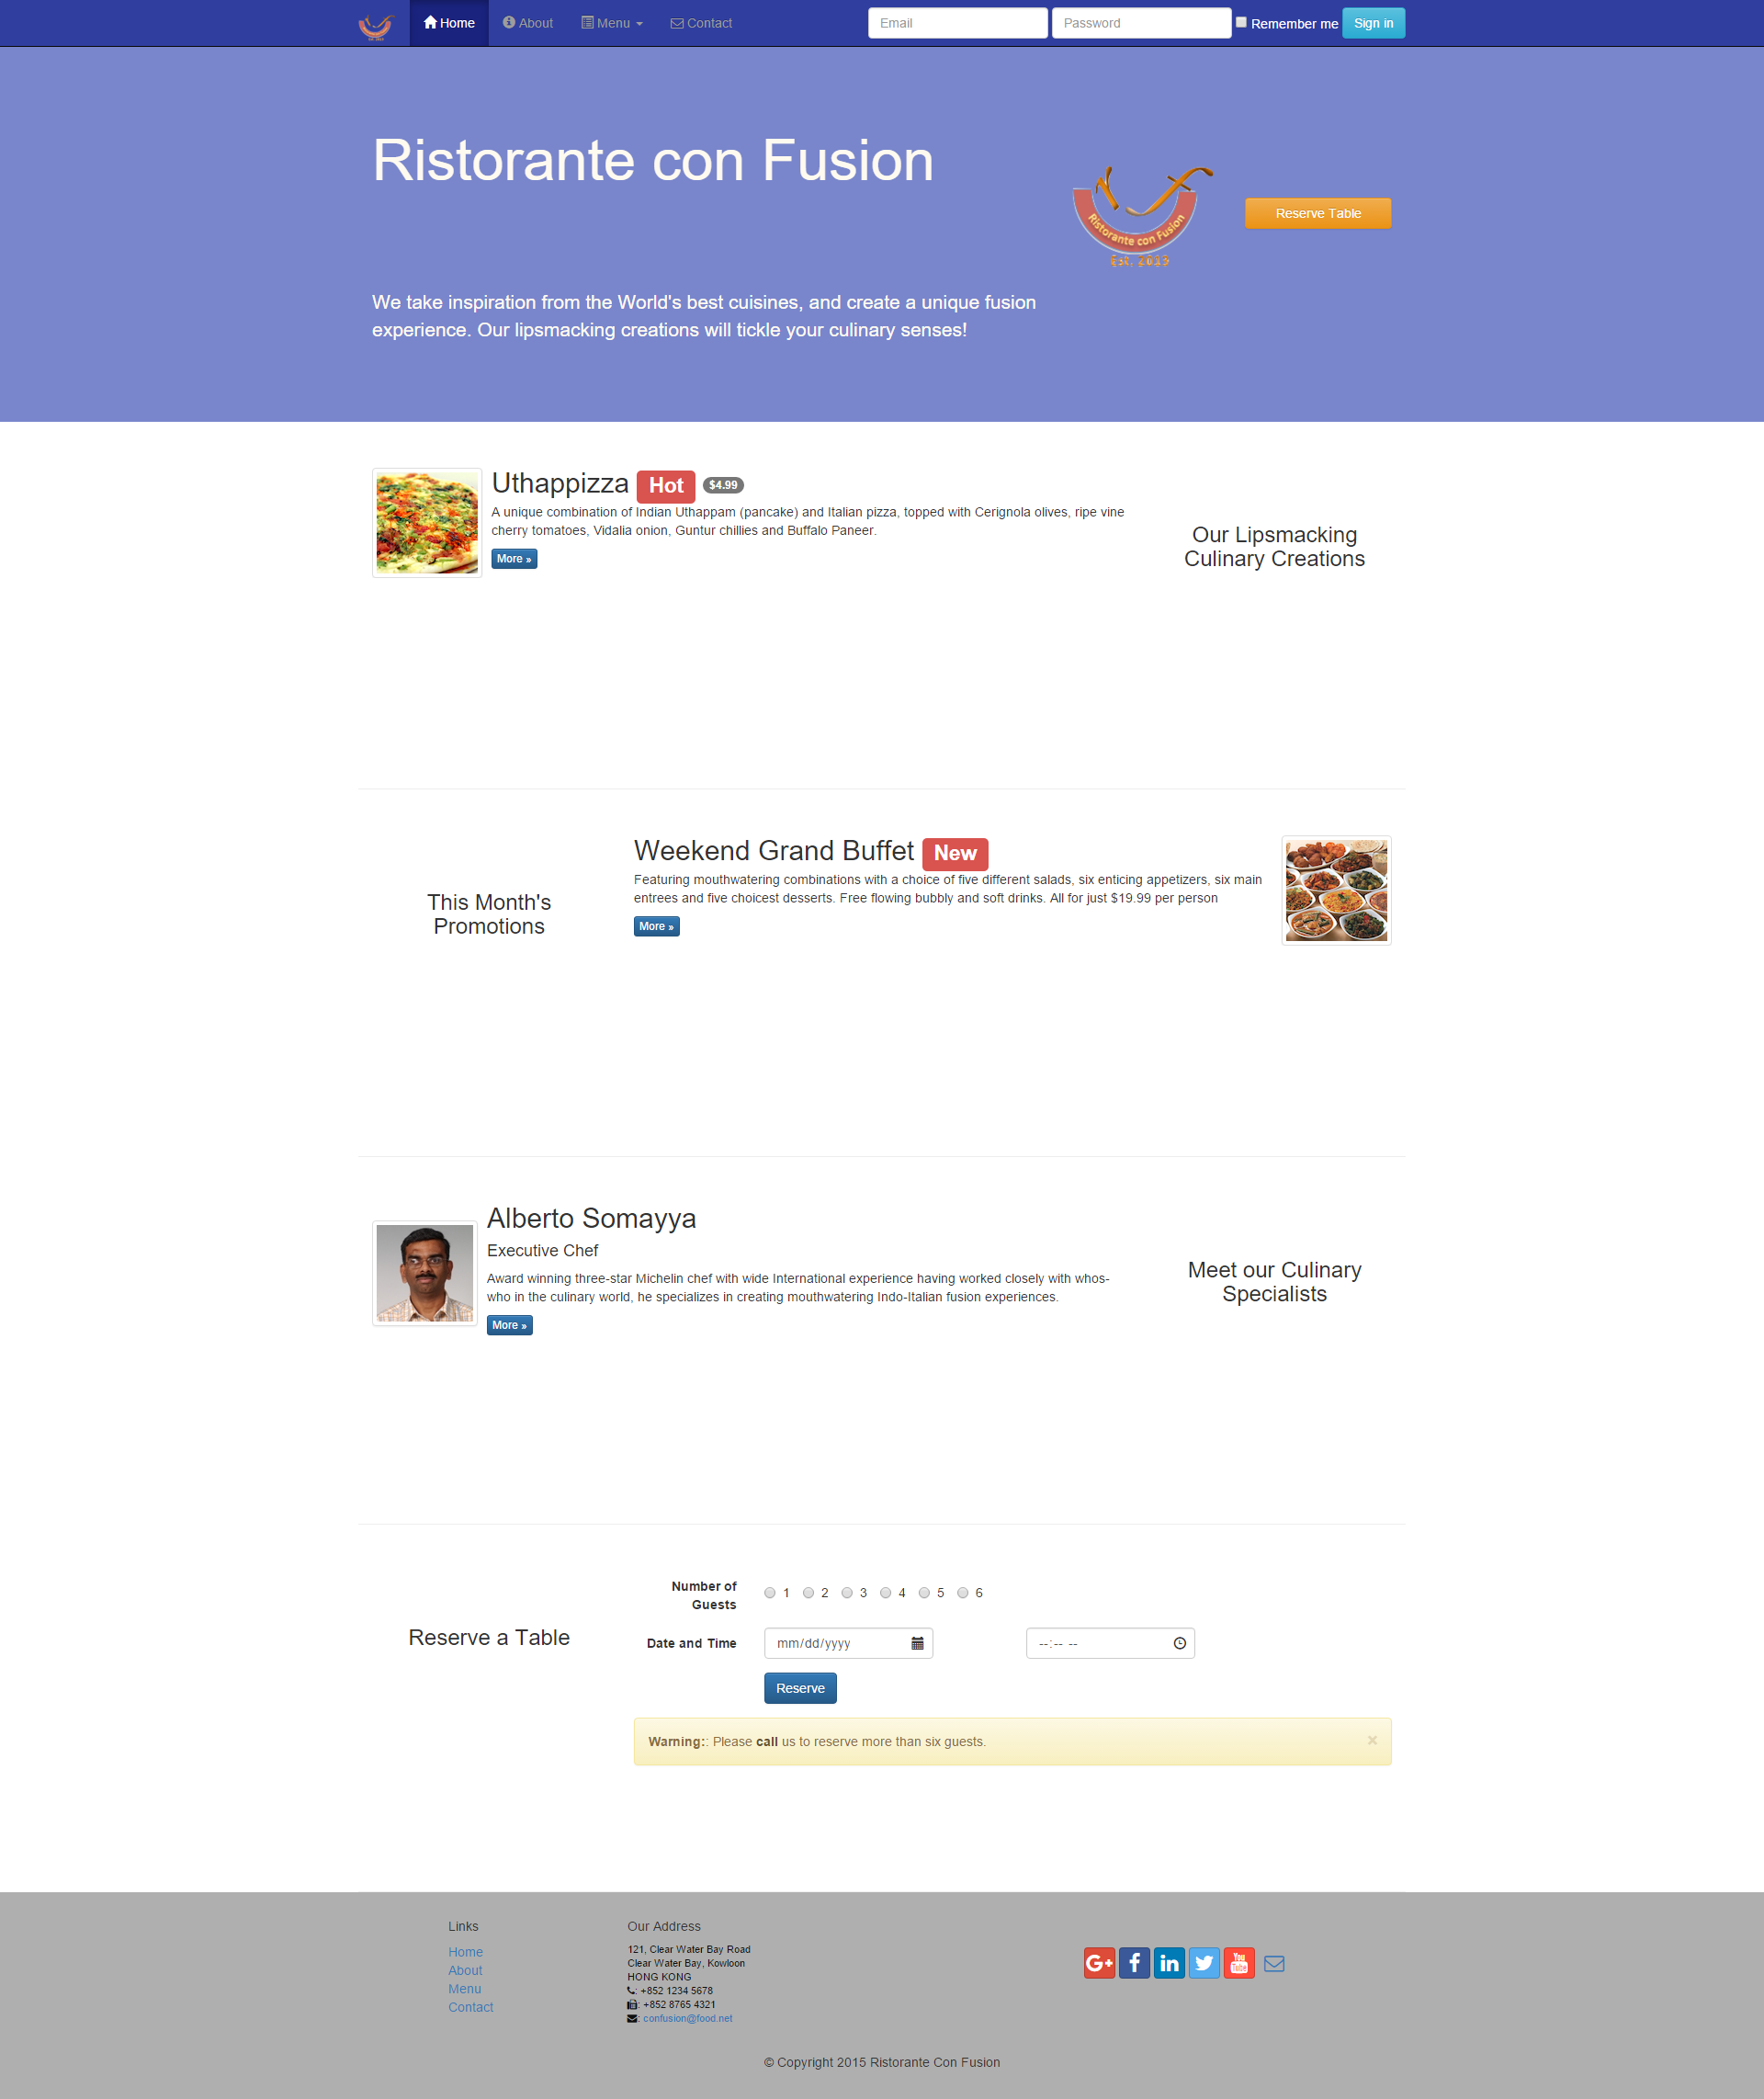 Home About Menu Contact Email Password Remember me Sign in
Ristorante con Fusion
Ristorante con Fusion
Est. 2013
Reserve Table
We take inspiration from the World's best cuisines, and create a unique fusion
experience. Our lipsmacking creations will tickle your culinary senses!
Uthappizza Hot $4.99
A unique combination of Indian Uthappam (pancake) and Italian pizza, topped with Cerignola olives, ripe vine
cherry tomatoes, Vidalia onion, Guntur chillies and Buffalo Paneer.
More »
Our Lipsmacking
Culinary Creations
This Month's
Promotions
Weekend Grand Buffet New
Featuring mouthwatering combinations with a choice of five different salads, six enticing appetizers, six main
entrees and five choicest desserts. Free flowing bubbly and soft drinks. All for just $19.99 per person
More »
Alberto Somayya
Executive Chef
Award winning three-star Michelin chef with wide International experience having worked closely with whos-
who in the culinary world, he specializes in creating mouthwatering Indo-Italian fusion experiences.
More »
Meet our Culinary
Specialists
Reserve a Table
Number of
Guests
1 2 3 4 5 6
Date and Time mm/dd/yyyy --:-- --
Reserve
Warning:: Please call us to reserve more than six guests. ×
Links
Home
About
Menu
Contact
Our Address
121, Clear Water Bay Road
Clear Water Bay, Kowloon
HONG KONG
: +852 1234 5678
: +852 8765 4321
: confusion@food.net
G+ f in You Tube
© Copyright 2015 Ristorante Con Fusion